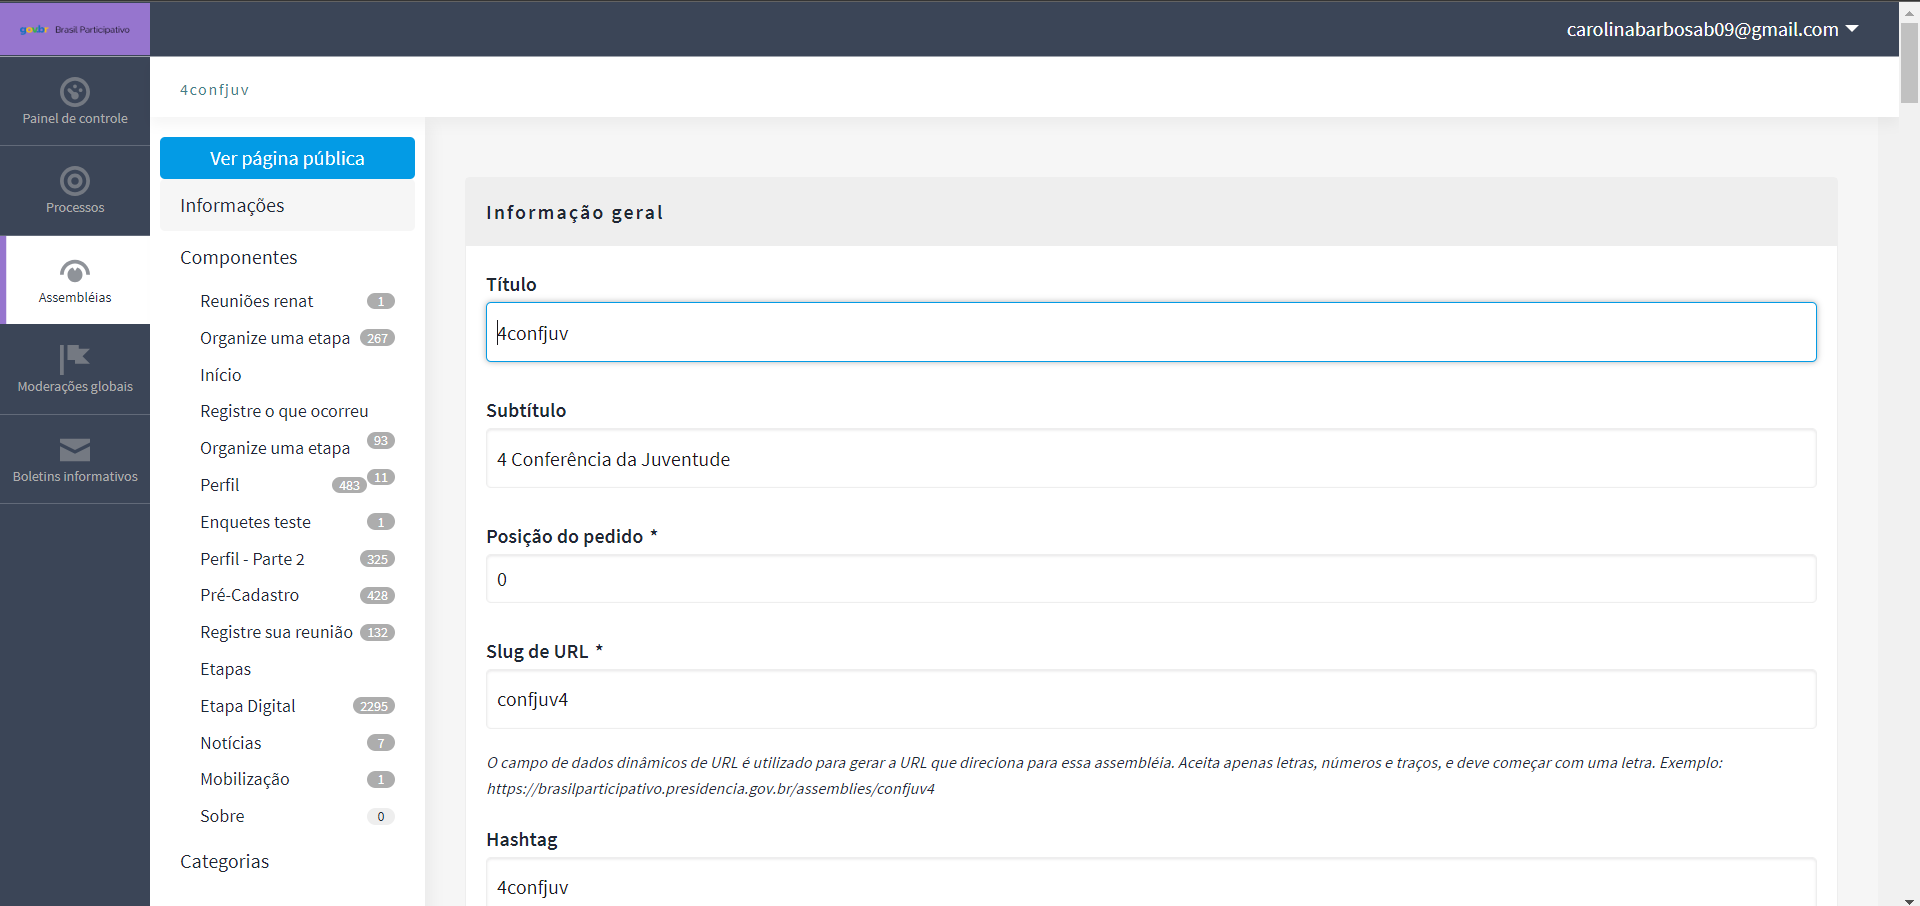 gov.br Brasil Participativo
carolinabarbosab09@gmail.com
Painel de controle
Processos
Assembléias
Moderações globais
Boletins informativos
4confjuv
Ver página pública
Informações
Componentes
Reuniões renat 1
Organize uma etapa 267
Início
Registre o que ocorreu
93
Organize uma etapa
11
Perfil 483
Enquetes teste 1
Perfil - Parte 2 325
Pré-Cadastro 428
Registre sua reunião 132
Etapas
Etapa Digital 2295
Notícias 7
Mobilização 1
Sobre 0
Categorias
Informação geral
Título
4confjuv
Subtítulo
4 Conferência da Juventude
Posição do pedido *
0
Slug de URL *
confjuv4
O campo de dados dinâmicos de URL é utilizado para gerar a URL que direciona para essa assembléia. Aceita apenas letras, números e traços, e deve começar com uma letra. Exemplo:
https://brasilparticipativo.presidencia.gov.br/assemblies/confjuv4
Hashtag
4confjuv